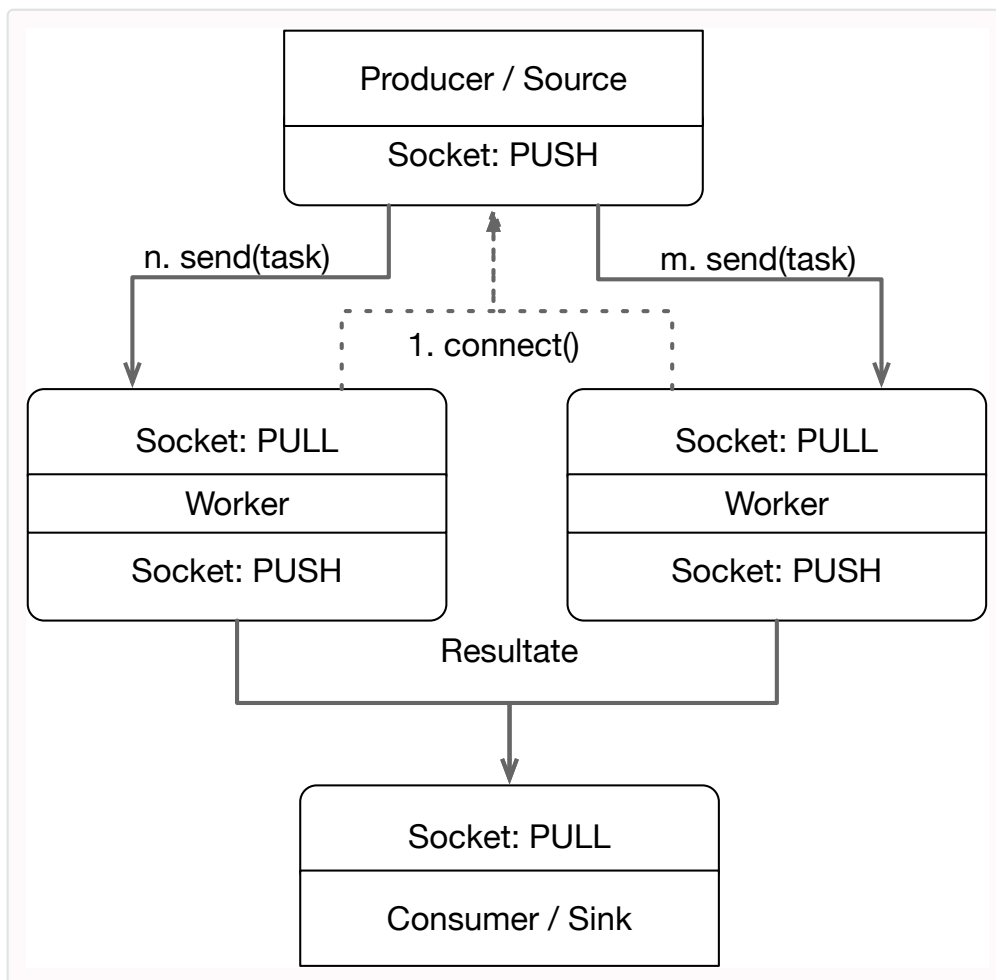 Producer / Source
Socket: PUSH
n. send(task)
m. send(task)
1. connect()
Socket: PULL
Worker
Socket: PUSH
Socket: PULL
Worker
Socket: PUSH
Resultate
Socket: PULL
Consumer / Sink